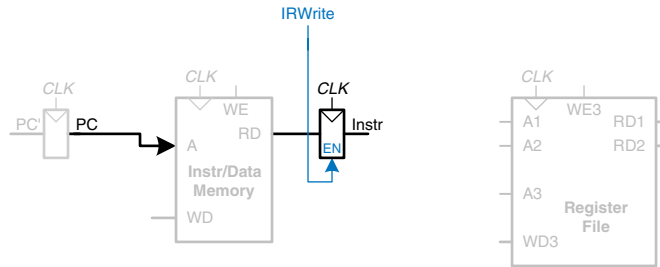 IRWrite
CLK
PC'
PC
CLK
WE
A
RD
Instr/Data
Memory
WD
CLK
EN
Instr
CLK
WE3
A1
A2
A3
WD3
RD1
RD2
Register
File